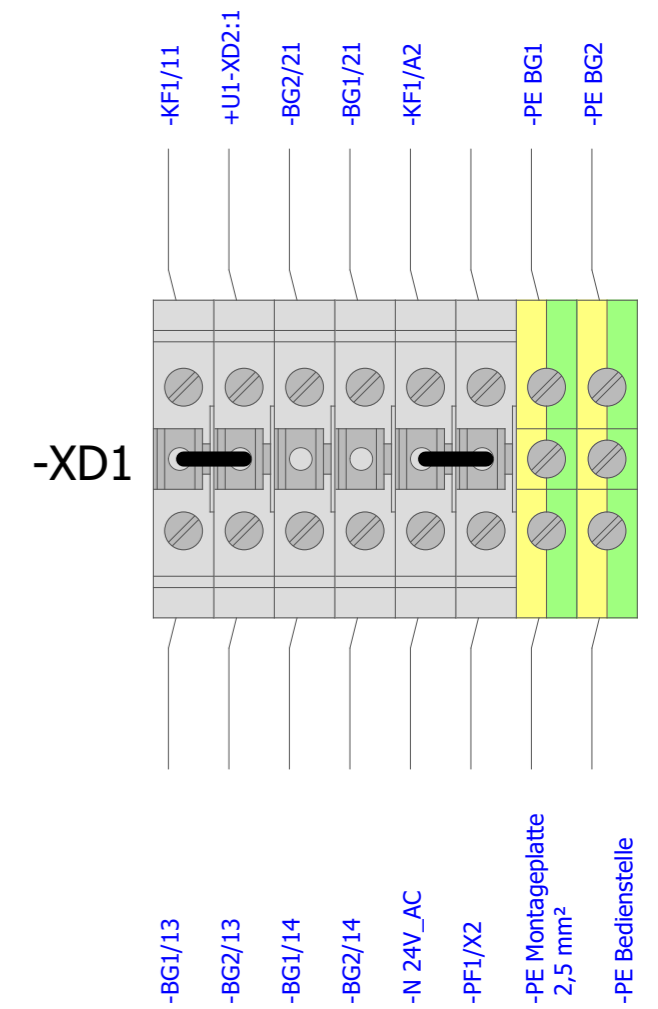 -KF1/11
+U1-XD2:1
-BG2/21
-BG1/21
-KF1/A2
-PE BG1
-PE BG2
-XD1
-BG1/13
-BG2/13
-BG1/14
-BG2/14
-N 24V_AC
-PF1/X2
-PE Montageplatte
2,5 mm²
-PE Bedienstelle